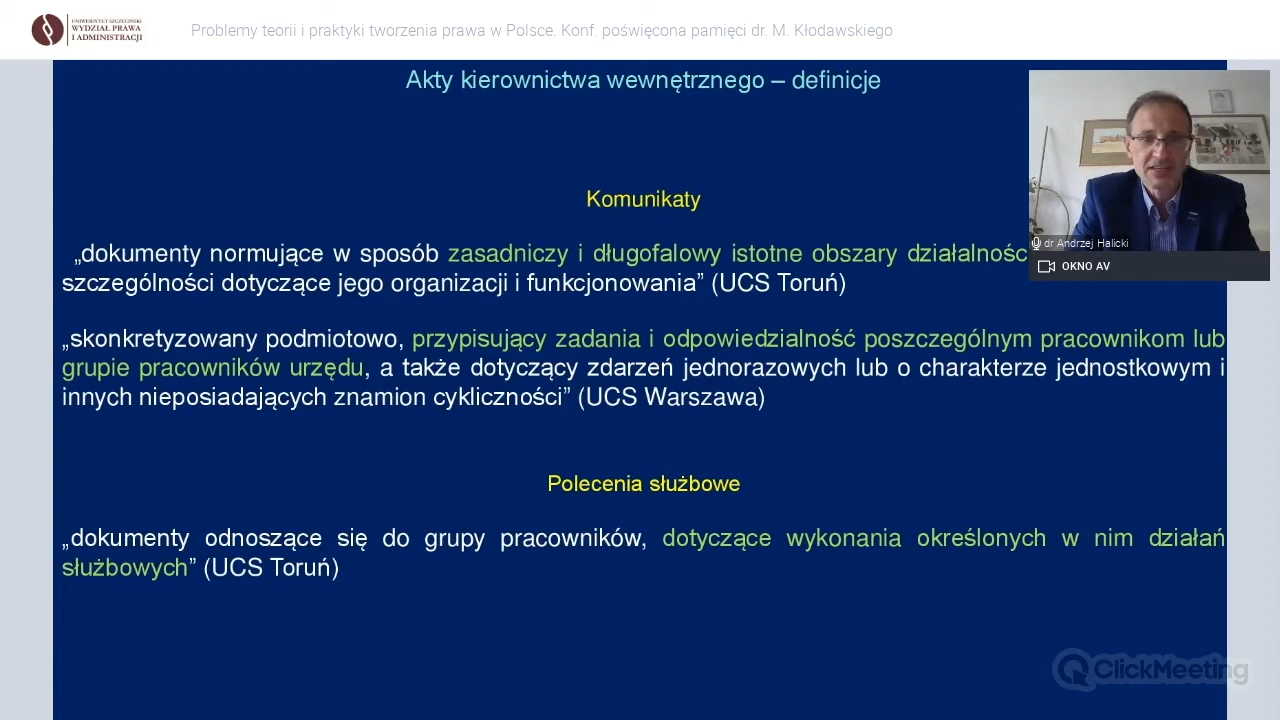 UNIWERSYTET SZCZECIŃSKI
WYDZIAŁ PRAWA
I ADMINISTRACJI
Problemy teorii i praktyki tworzenia prawa w Polsce. Konf. poświęcona pamięci dr. M. Kłodawskiego
Akty kierownictwa wewnętrznego – definicje
Komunikaty
„dokumenty normujące w sposób zasadniczy i długofalowy istotne obszary działalnośc
szczególności dotyczące jego organizacji i funkcjonowania” (UCS Toruń)
„skonkretyzowany podmiotowo, przypisujący zadania i odpowiedzialność poszczególnym pracownikom lub
grupie pracowników urzędu, a także dotyczący zdarzeń jednorazowych lub o charakterze jednostkowym i
innych nieposiadających znamion cykliczności” (UCS Warszawa)
Polecenia służbowe
„dokumenty odnoszące się do grupy pracowników, dotyczące wykonania określonych w nim działań
służbowych” (UCS Toruń)
dr Andrzej Halicki
OKNO AV
ClickMeeting